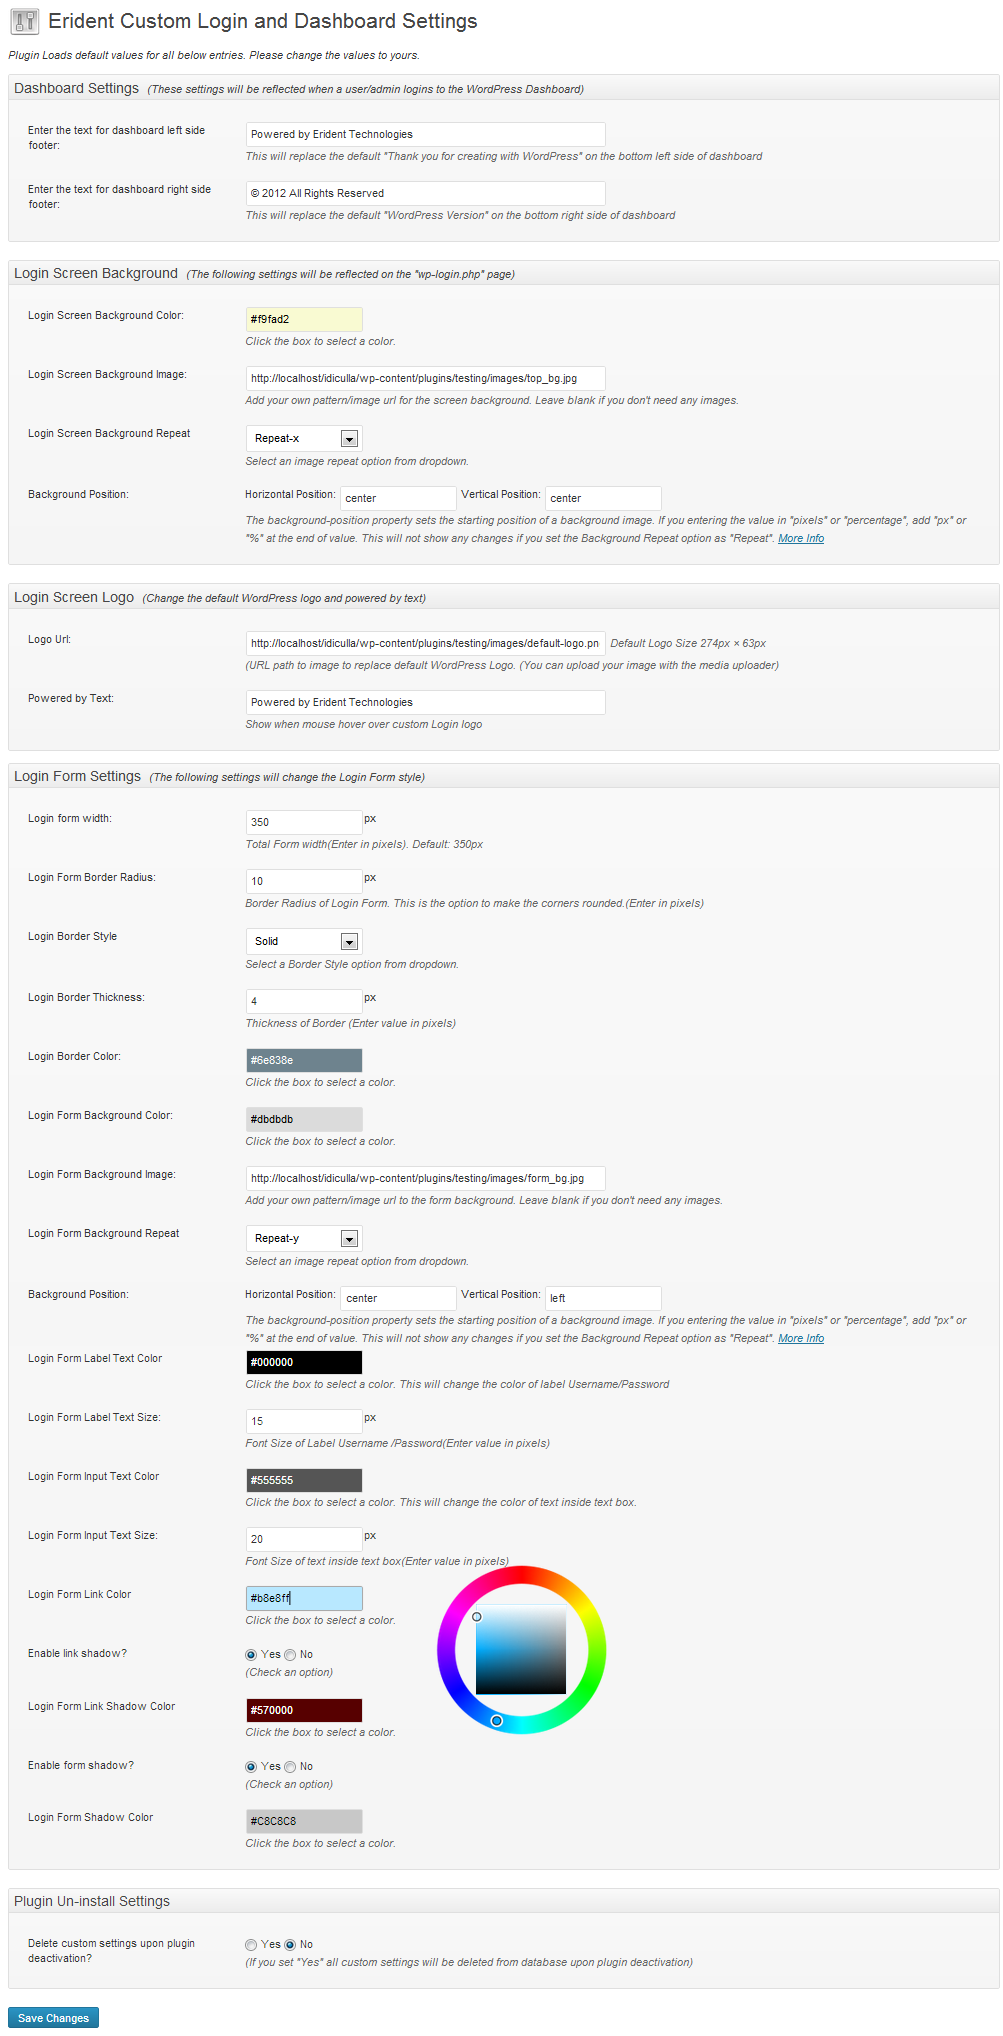 Erident Custom Login and Dashboard Settings
Plugin Loads default values for all below entries. Please change the values to yours.
Dashboard Settings (These settings will be reflected when a user/admin logins to the WordPress Dashboard)
Enter the text for dashboard left side
footer:
Powered by Erident Technologies
This will replace the default "Thank you for creating with WordPress" on the bottom left side of dashboard
Enter the text for dashboard right side
footer:
© 2012 All Rights Reserved
This will replace the default "WordPress Version" on the bottom right side of dashboard
Login Screen Background (The following settings will be reflected on the "wp-login.php" page)
Login Screen Background Color:
#f9fad2
Click the box to select a color.
Login Screen Background Image:
http://localhost/idiculla/wp-content/plugins/testing/images/top_bg.jpg
Add your own pattern/image url for the screen background. Leave blank if you don't need any images.
Login Screen Background Repeat
Repeat-x
Select an image repeat option from dropdown.
Background Position:
Horizontal Position: center Vertical Position: center
The background-position property sets the starting position of a background image. If you entering the value in "pixels" or "percentage", add "px" or
"%" at the end of value. This will not show any changes if you set the Background Repeat option as "Repeat". More Info
Login Screen Logo (Change the default WordPress logo and powered by text)
Logo Url:
http://localhost/idiculla/wp-content/plugins/testing/images/default-logo.pn Default Logo Size 274px × 63px
(URL path to image to replace default WordPress Logo. (You can upload your image with the media uploader)
Powered by Text:
Powered by Erident Technologies
Show when mouse hover over custom Login logo
Login Form Settings (The following settings will change the Login Form style)
Login form width:
350 px
Total Form width(Enter in pixels). Default: 350px
Login Form Border Radius:
10 px
Border Radius of Login Form. This is the option to make the corners rounded.(Enter in pixels)
Login Border Style
Solid
Select a Border Style option from dropdown.
Login Border Thickness:
4 px
Thickness of Border (Enter value in pixels)
Login Border Color:
#6e838e
Click the box to select a color.
Login Form Background Color:
#dbdbdb
Click the box to select a color.
Login Form Background Image:
http://localhost/idiculla/wp-content/plugins/testing/images/form_bg.jpg
Add your own pattern/image url to the form background. Leave blank if you don't need any images.
Login Form Background Repeat
Repeat-y
Select an image repeat option from dropdown.
Background Position:
Horizontal Position: center Vertical Position: left
The background-position property sets the starting position of a background image. If you entering the value in "pixels" or "percentage", add "px" or
"%" at the end of value. This will not show any changes if you set the Background Repeat option as "Repeat". More Info
Login Form Label Text Color
#000000
Click the box to select a color. This will change the color of label Username/Password
Login Form Label Text Size:
15 px
Font Size of Label Username /Password(Enter value in pixels)
Login Form Input Text Color
#555555
Click the box to select a color. This will change the color of text inside text box.
Login Form Input Text Size:
20 px
Font Size of text inside text box(Enter value in pixels)
Login Form Link Color
#b8e8ff
Click the box to select a color.
Enable link shadow?
Yes No
(Check an option)
Login Form Link Shadow Color
#570000
Click the box to select a color.
Enable form shadow?
Yes No
(Check an option)
Login Form Shadow Color
#C8C8C8
Click the box to select a color.
Plugin Un-install Settings
Delete custom settings upon plugin
deactivation?
Yes No
(If you set "Yes" all custom settings will be deleted from database upon plugin deactivation)
Save Changes